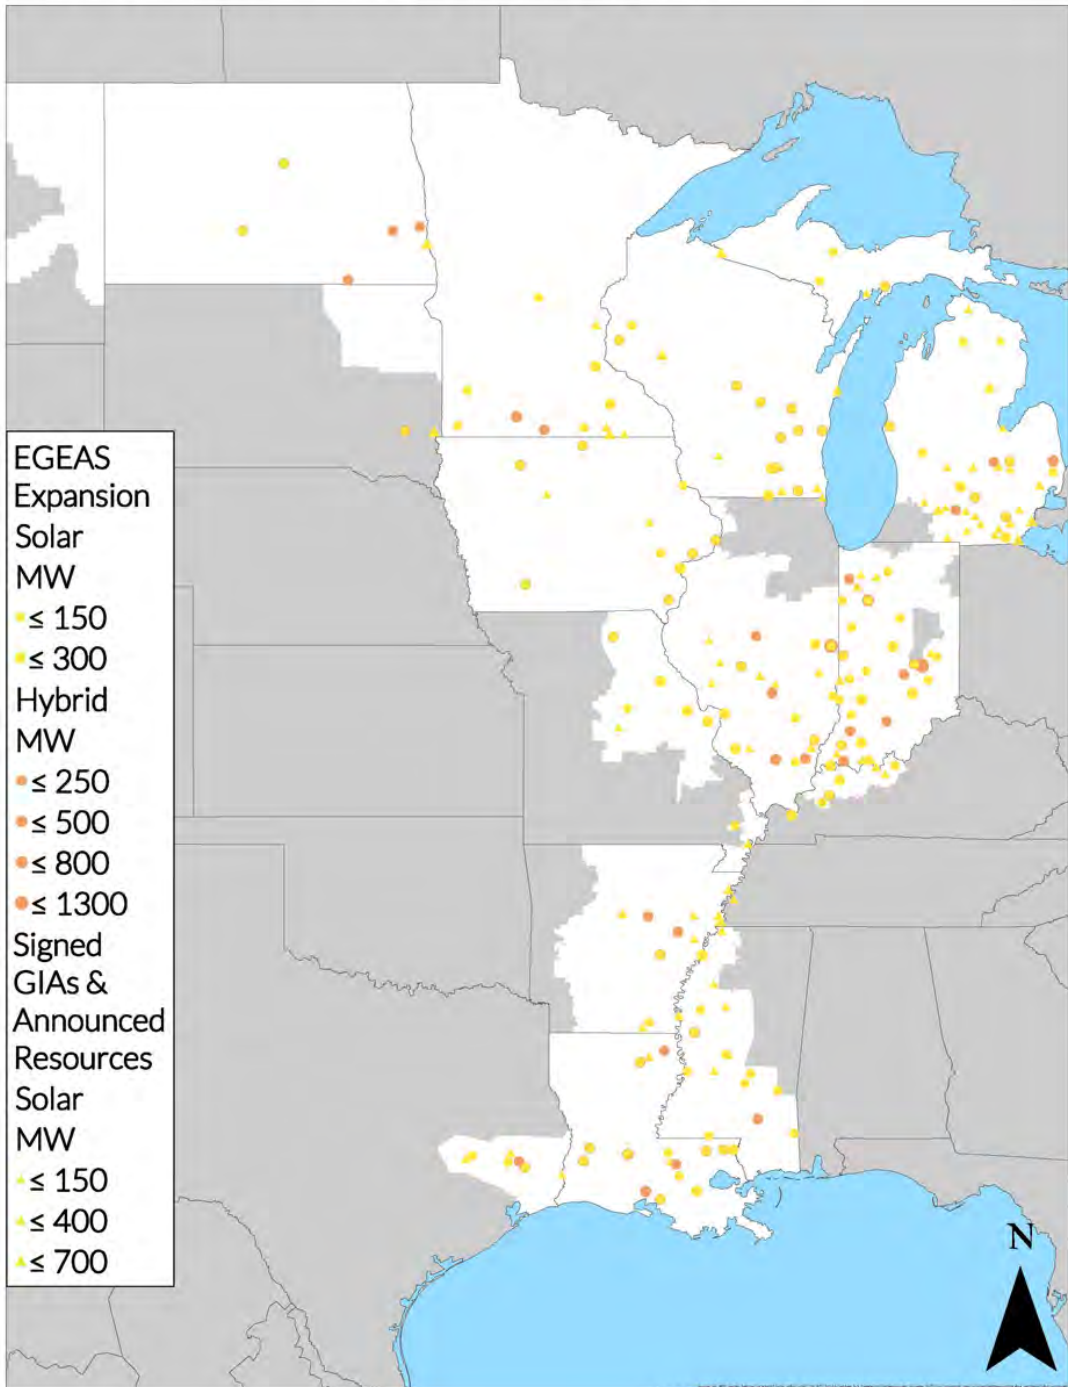 EGEAS
Expansion
Solar
MW
≤ 150
≤ 300
Hybrid
MW
≤ 250
≤ 500
≤ 800
≤ 1300
Signed
GIAs &
Announced
Resources
Solar
MW
≤ 150
≤ 400
≤ 700
N